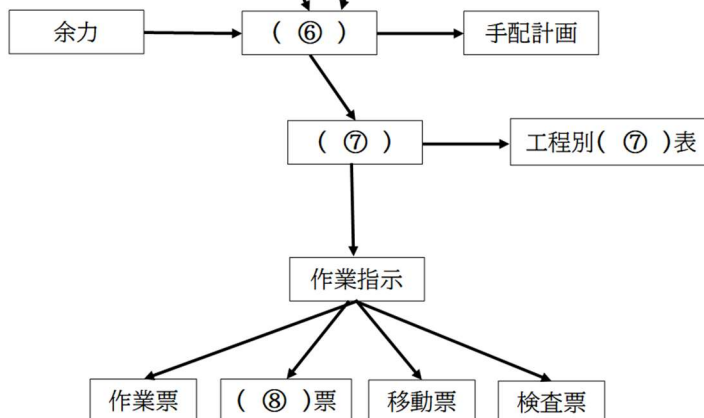 余力
( ⑥ )
手配計画
( ⑦ )
工程別( ⑦ )表
作業指示
作業票
( ⑧ )票
移動票
検査票